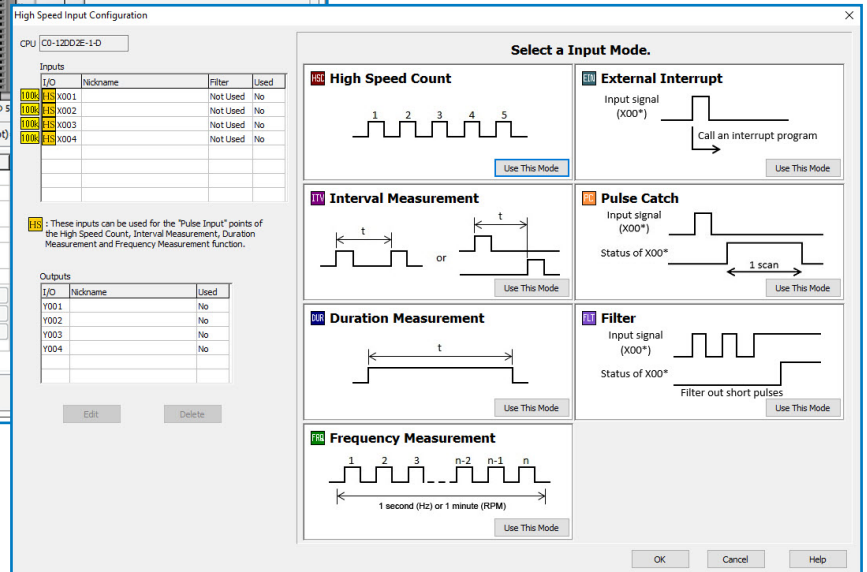 High Speed Input Configuration
CPU C0-12DD2E-1-D
Inputs
I/O Nickname Filter Used
100k HS X001 Not Used No
100k HS X002 Not Used No
100k HS X003 Not Used No
100k HS X004 Not Used No
HS : These inputs can be used for the "Pulse Input" points of
the High Speed Count, Interval Measurement, Duration
Measurement and Frequency Measurement function.
Outputs
I/O Nickname Used
Y001 No
Y002 No
Y003 No
Y004 No
Edit Delete
Select a Input Mode.
HSC High Speed Count
1 2 3 4 5
Use This Mode
EIN External Interrupt
Input signal
(X00*)
Call an interrupt program
Use This Mode
ITV Interval Measurement
t t
or
Use This Mode
PC Pulse Catch
Input signal
(X00*)
Status of X00*
1 scan
Use This Mode
DUR Duration Measurement
t
Use This Mode
FLT Filter
Input signal
(X00*)
Status of X00*
Filter out short pulses
Use This Mode
FRQ Frequency Measurement
1 2 3 n-2 n-1 n
1 second (Hz) or 1 minute (RPM)
Use This Mode
OK Cancel Help